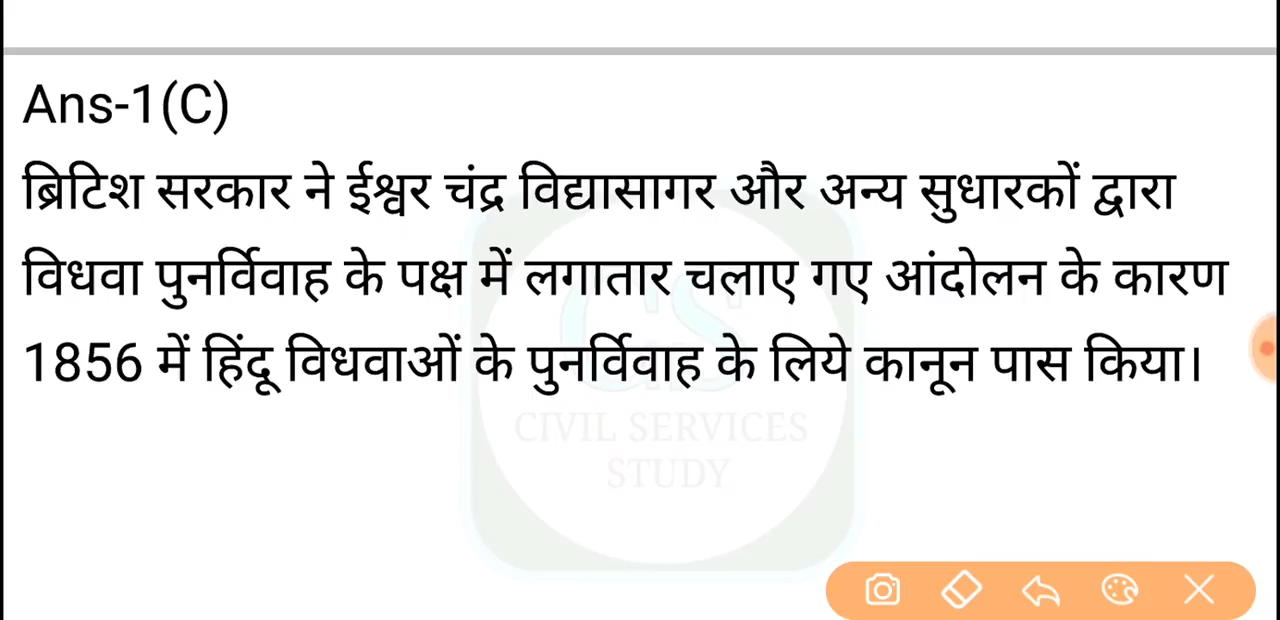 Ans-1(C)
ब्रिटिश सरकार ने ईश्वर चंद्र विद्यासागर और अन्य सुधारकों द्वारा
विधवा पुनर्विवाह के पक्ष में लगातार चलाए गए आंदोलन के कारण
1856 में हिंदू विधवाओं के पुनर्विवाह के लिये कानून पास किया।
CIVIL SERVICES
STUDY